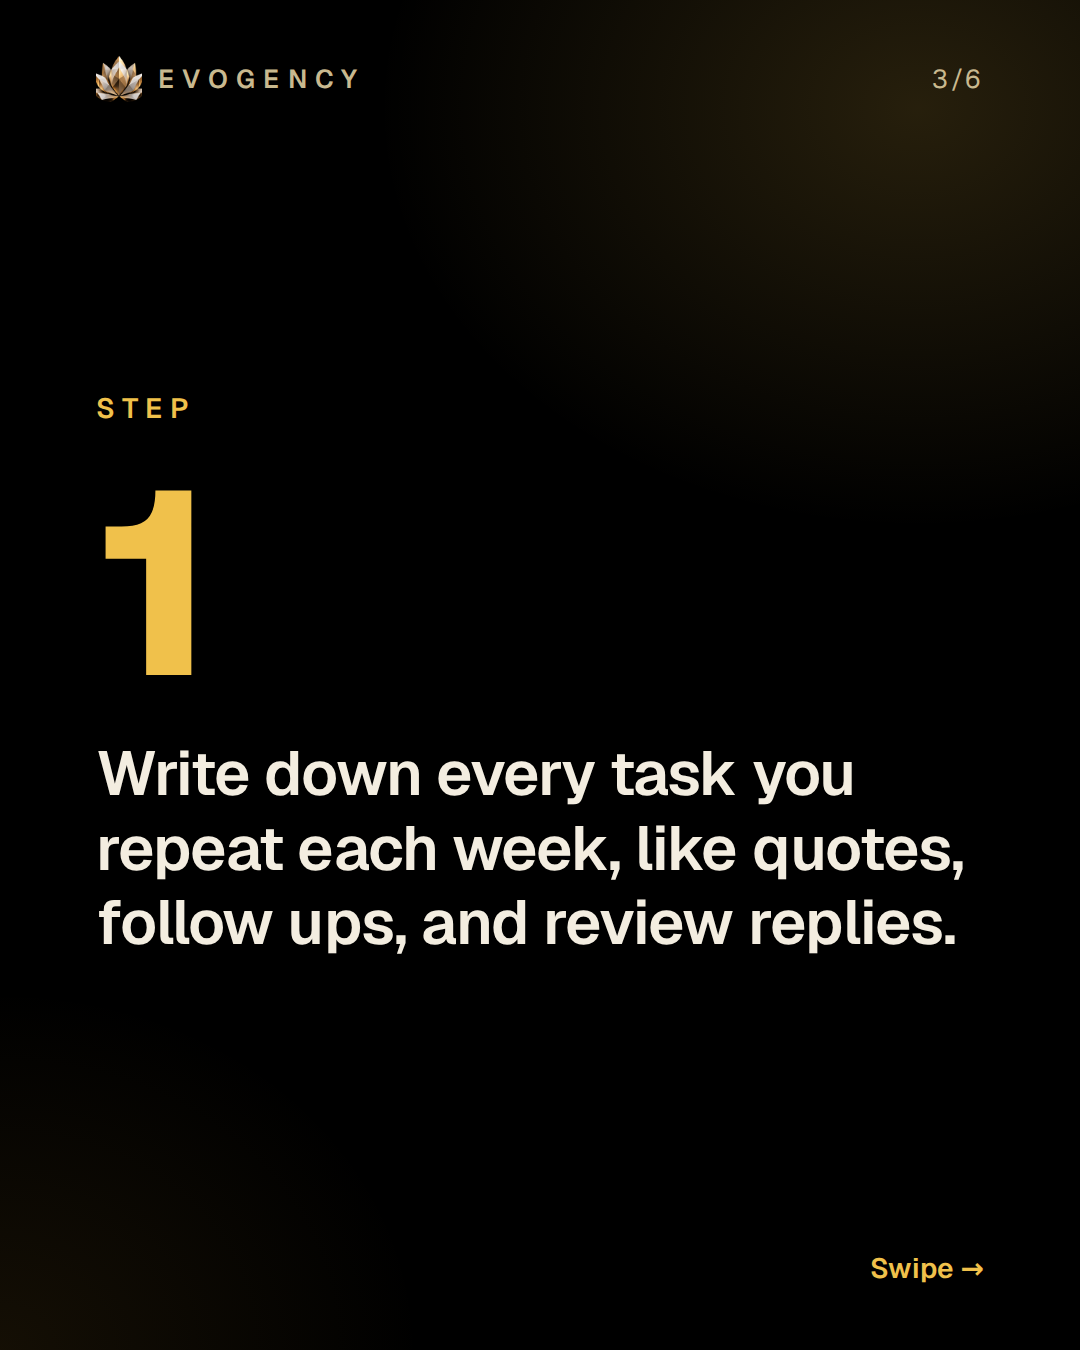 EVOGENCY
3/6
STEP
1
Write down every task you
repeat each week, like quotes,
follow ups, and review replies.
Swipe →